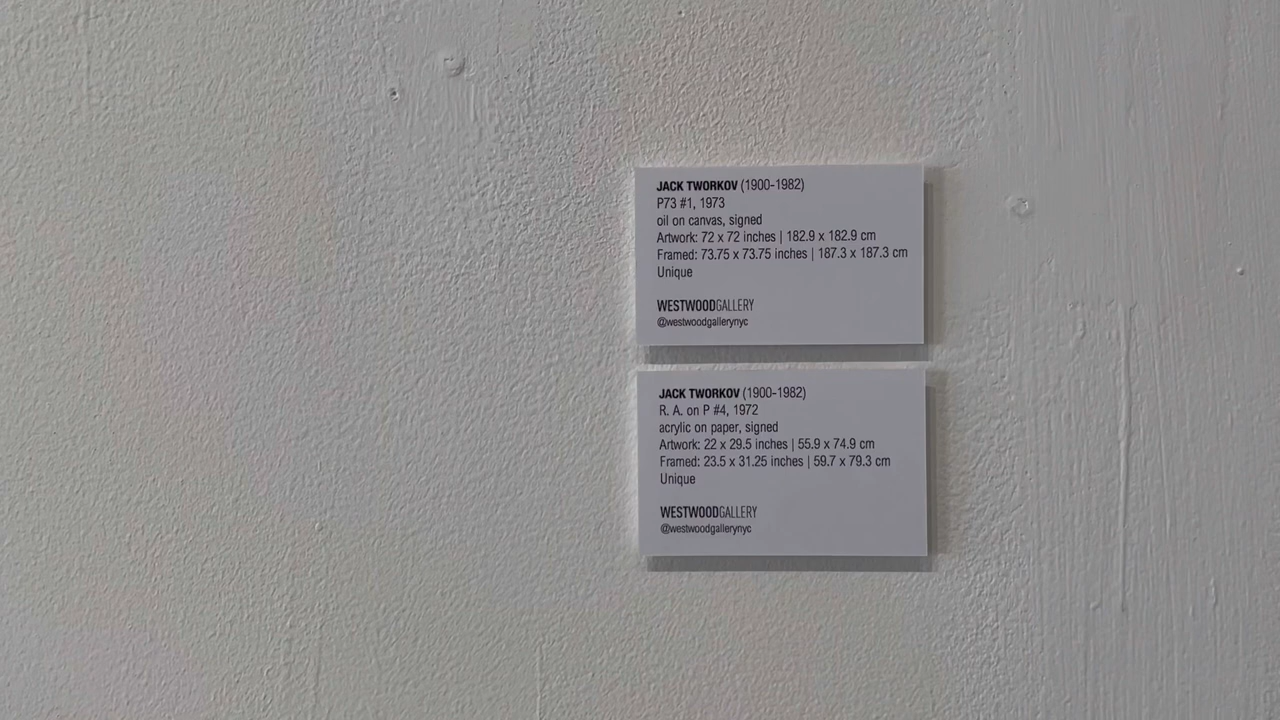 JACK TWORKOV (1900-1982)
P73 #1, 1973
oil on canvas, signed
Artwork: 72 x 72 inches | 182.9 x 182.9 cm
Framed: 73.75 x 73.75 inches | 187.3 x 187.3 cm
Unique
WESTWOODGALLERY
@westwoodgallerynyc
JACK TWORKOV (1900-1982)
R. A. on P #4, 1972
acrylic on paper, signed
Artwork: 22 x 29.5 inches | 55.9 x 74.9 cm
Framed: 23.5 x 31.25 inches | 59.7 x 79.3 cm
Unique
WESTWOODGALLERY
@westwoodgallerynyc